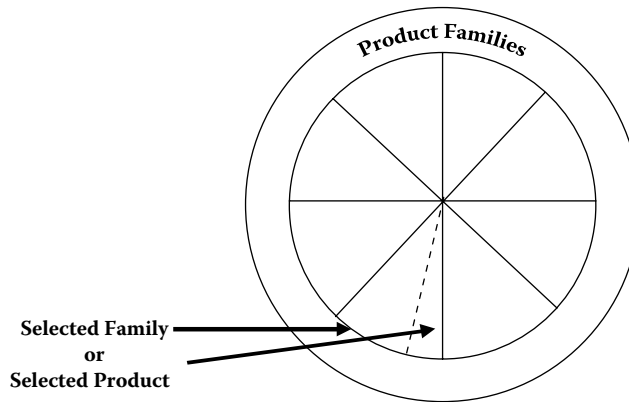 Product Families
Selected Family
or
Selected Product